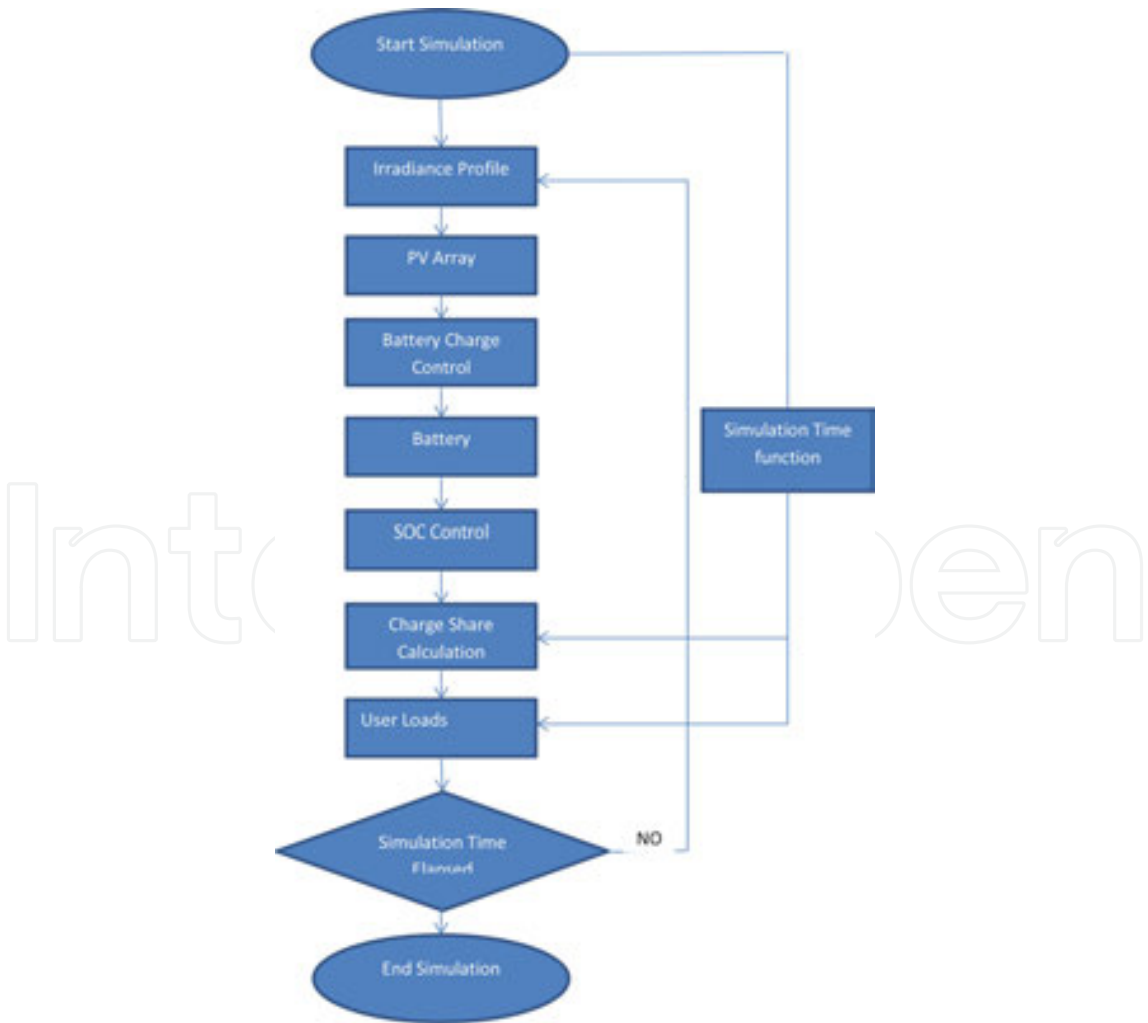 Start Simulation
Irradiance Profile
PV Array
Battery Charge
Control
Battery
Simulation Time
function
SOC Control
Charge Share
Calculation
User Loads
Simulation Time
Elapsed
NO
End Simulation